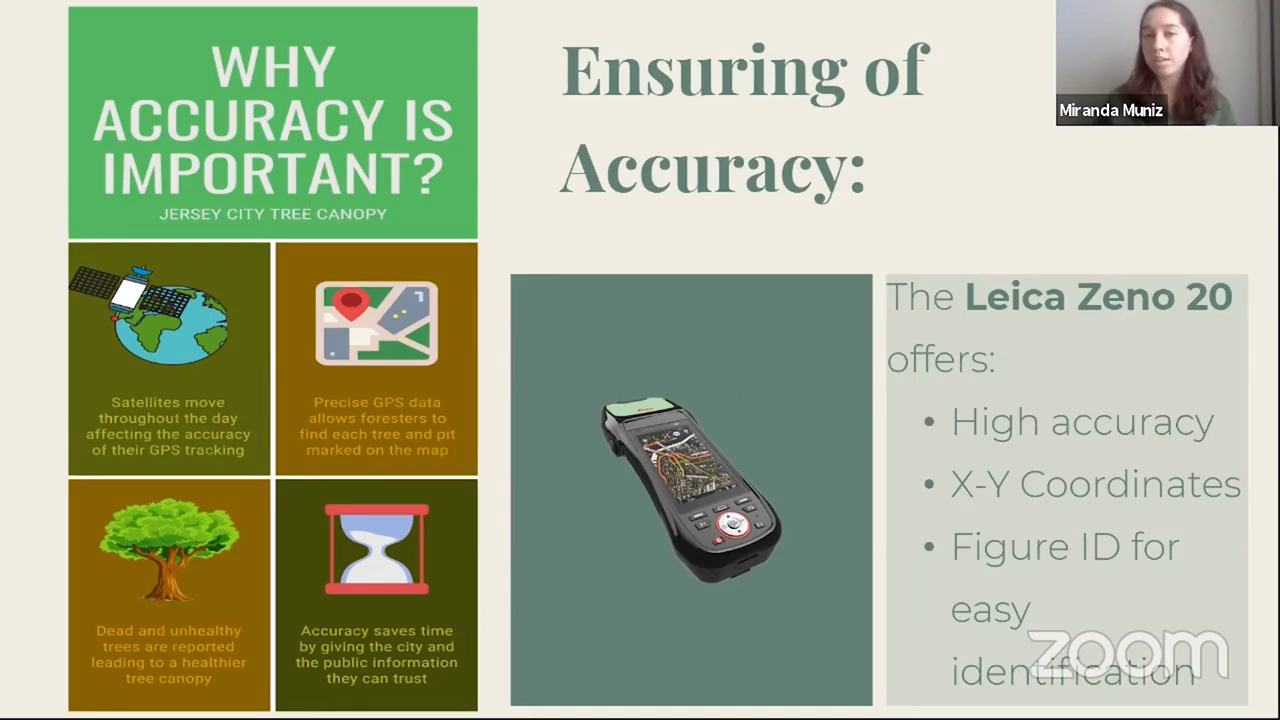 WHY
ACCURACY IS
IMPORTANT?
JERSEY CITY TREE CANOPY
Satellites move
throughout the day
affecting the accuracy
of their GPS tracking
Precise GPS data
allows foresters to
find each tree and pit
marked on the map
Dead and unhealthy
trees are reported
leading to a healthier
tree canopy
Accuracy saves time
by giving the city and
the public information
they can trust
Ensuring of
Accuracy:
The Leica Zeno 20
offers:
• High accuracy
• X-Y Coordinates
• Figure ID for
easy
identification
Miranda Muniz
zoom